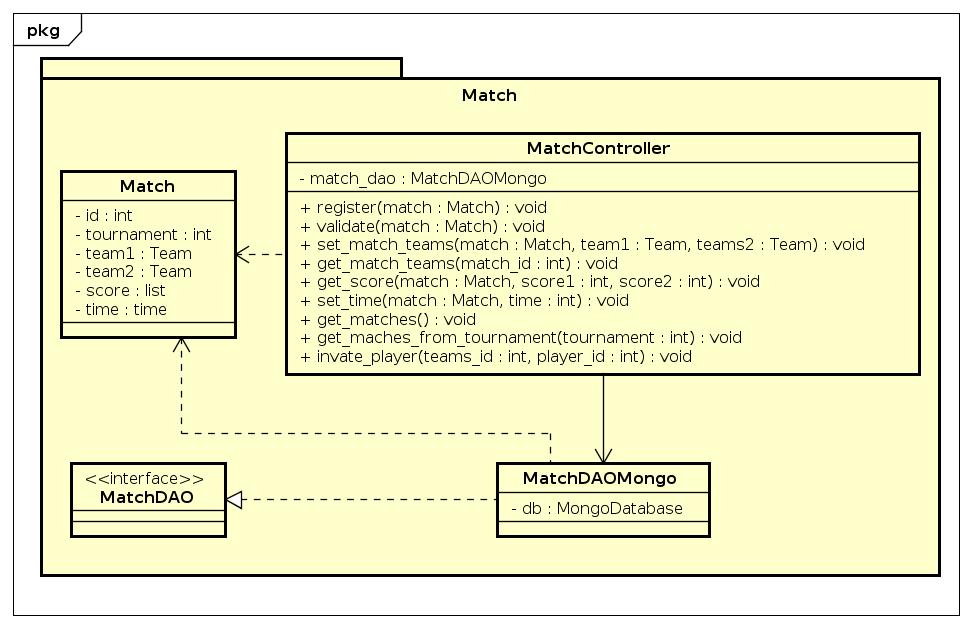 pkg
Match
MatchController
- match_dao : MatchDAOMongo
+ register(match : Match) : void
+ validate(match : Match) : void
+ set_match_teams(match : Match, team1 : Team, teams2 : Team) : void
+ get_match_teams(match_id : int) : void
+ get_score(match : Match, score1 : int, score2 : int) : void
+ set_time(match : Match, time : int) : void
+ get_matches() : void
+ get_maches_from_tournament(tournament : int) : void
+ invate_player(teams_id : int, player_id : int) : void
Match
- id : int
- tournament : int
- team1 : Team
- team2 : Team
- score : list
- time : time
<<interface>>
MatchDAO
MatchDAOMongo
- db : MongoDatabase